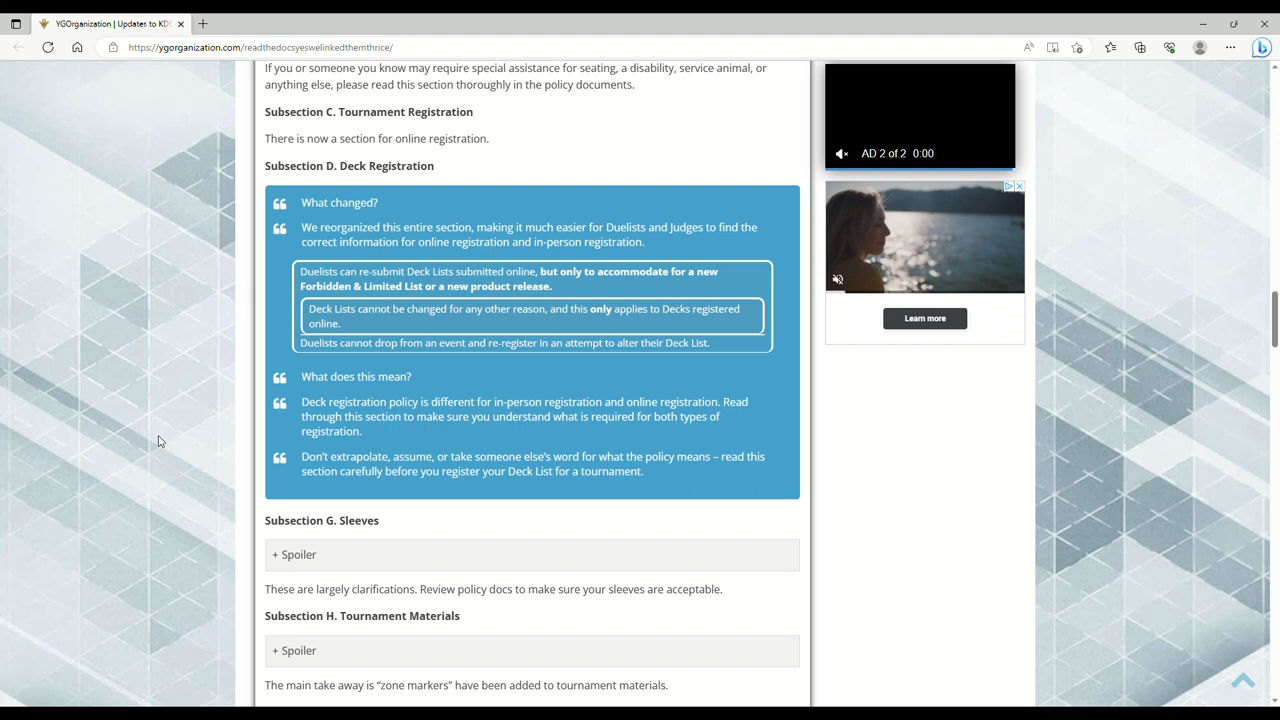 YGOrganization | Updates to KDE
https://ygorganization.com/readthedocsyeswelinkedthemthrice/
If you or someone you know may require special assistance for seating, a disability, service animal, or
anything else, please read this section thoroughly in the policy documents.
Subsection C. Tournament Registration
There is now a section for online registration.
Subsection D. Deck Registration
What changed?
We reorganized this entire section, making it much easier for Duelists and Judges to find the
correct information for online registration and in-person registration.
Duelists can re-submit Deck Lists submitted online, but only to accommodate for a new
Forbidden & Limited List or a new product release.
Deck Lists cannot be changed for any other reason, and this only applies to Decks registered
online.
Duelists cannot drop from an event and re-register in an attempt to alter their Deck List.
What does this mean?
Deck registration policy is different for in-person registration and online registration. Read
through this section to make sure you understand what is required for both types of
registration.
Don't extrapolate, assume, or take someone else's word for what the policy means – read this
section carefully before you register your Deck List for a tournament.
Subsection G. Sleeves
+ Spoiler
These are largely clarifications. Review policy docs to make sure your sleeves are acceptable.
Subsection H. Tournament Materials
+ Spoiler
The main take away is “zone markers” have been added to tournament materials.
AD 2 of 2 0:00
Learn more